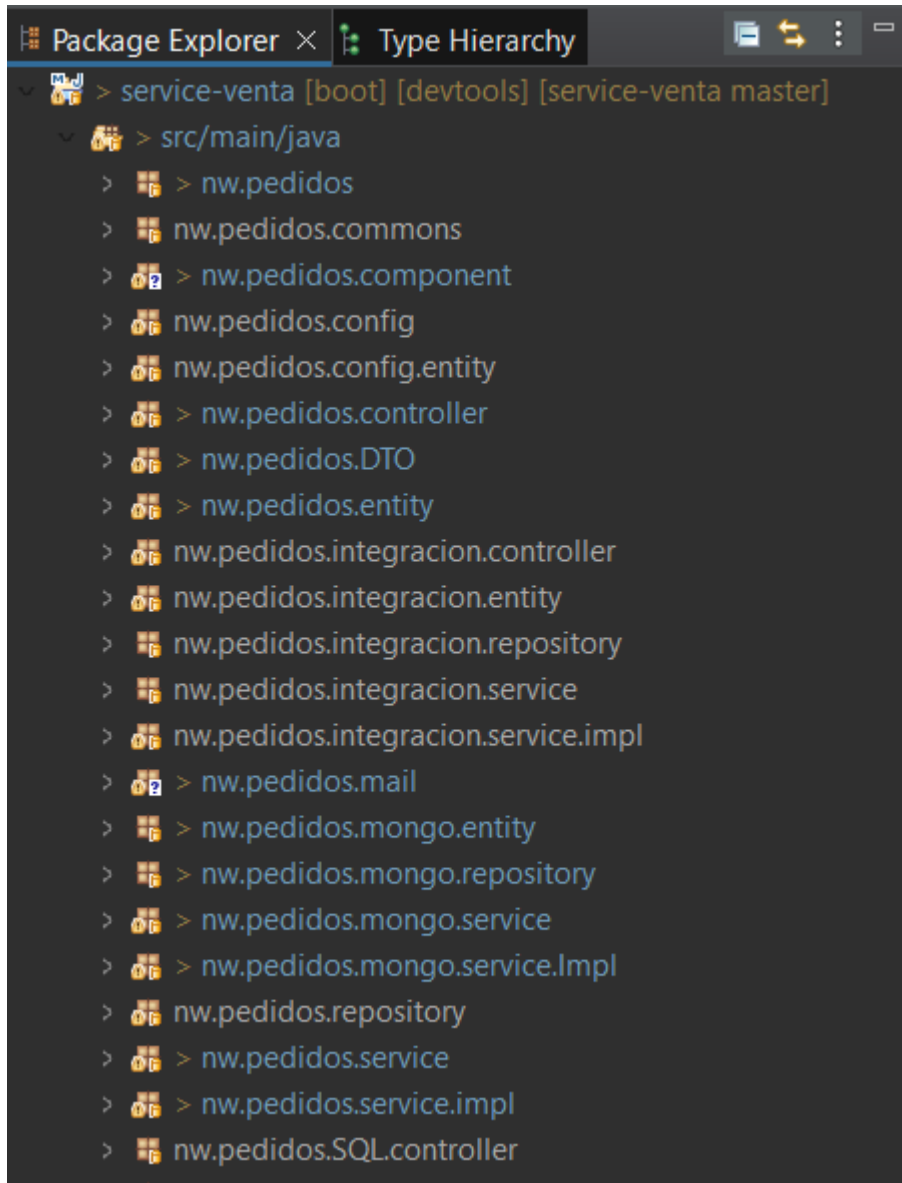 Package Explorer × Type Hierarchy
> service-venta [boot] [devtools] [service-venta master]
> src/main/java
> nw.pedidos
nw.pedidos.commons
> nw.pedidos.component
nw.pedidos.config
nw.pedidos.config.entity
> nw.pedidos.controller
> nw.pedidos.DTO
> nw.pedidos.entity
nw.pedidos.integracion.controller
nw.pedidos.integracion.entity
nw.pedidos.integracion.repository
nw.pedidos.integracion.service
nw.pedidos.integracion.service.impl
> nw.pedidos.mail
> nw.pedidos.mongo.entity
> nw.pedidos.mongo.repository
> nw.pedidos.mongo.service
> nw.pedidos.mongo.service.Impl
nw.pedidos.repository
> nw.pedidos.service
> nw.pedidos.service.impl
nw.pedidos.SQL.controller